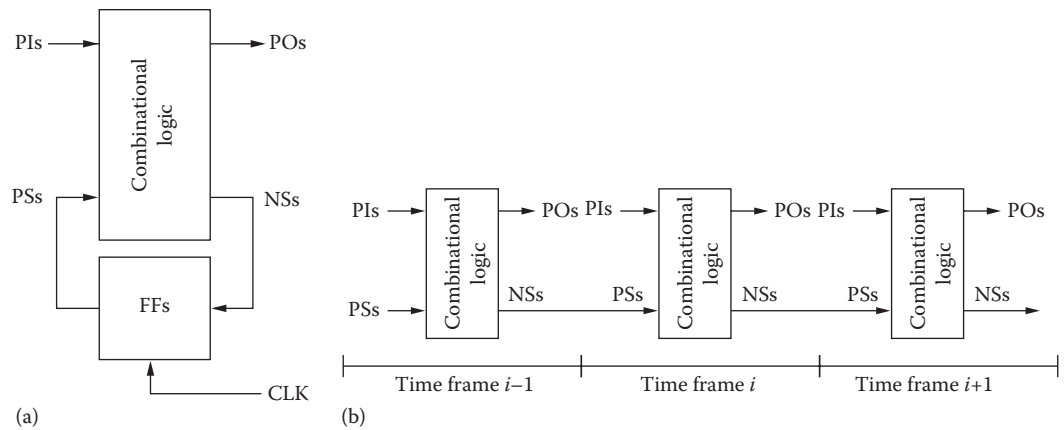 PIs
Combinational
logic
POs
PSs
NSs
FFs
CLK
(a)
PIs
Combinational
logic
POs
PSs
NSs
PIs
Combinational
logic
POs
PSs
NSs
PIs
Combinational
logic
POs
PSs
NSs
Time frame i−1
Time frame i
Time frame i+1
(b)